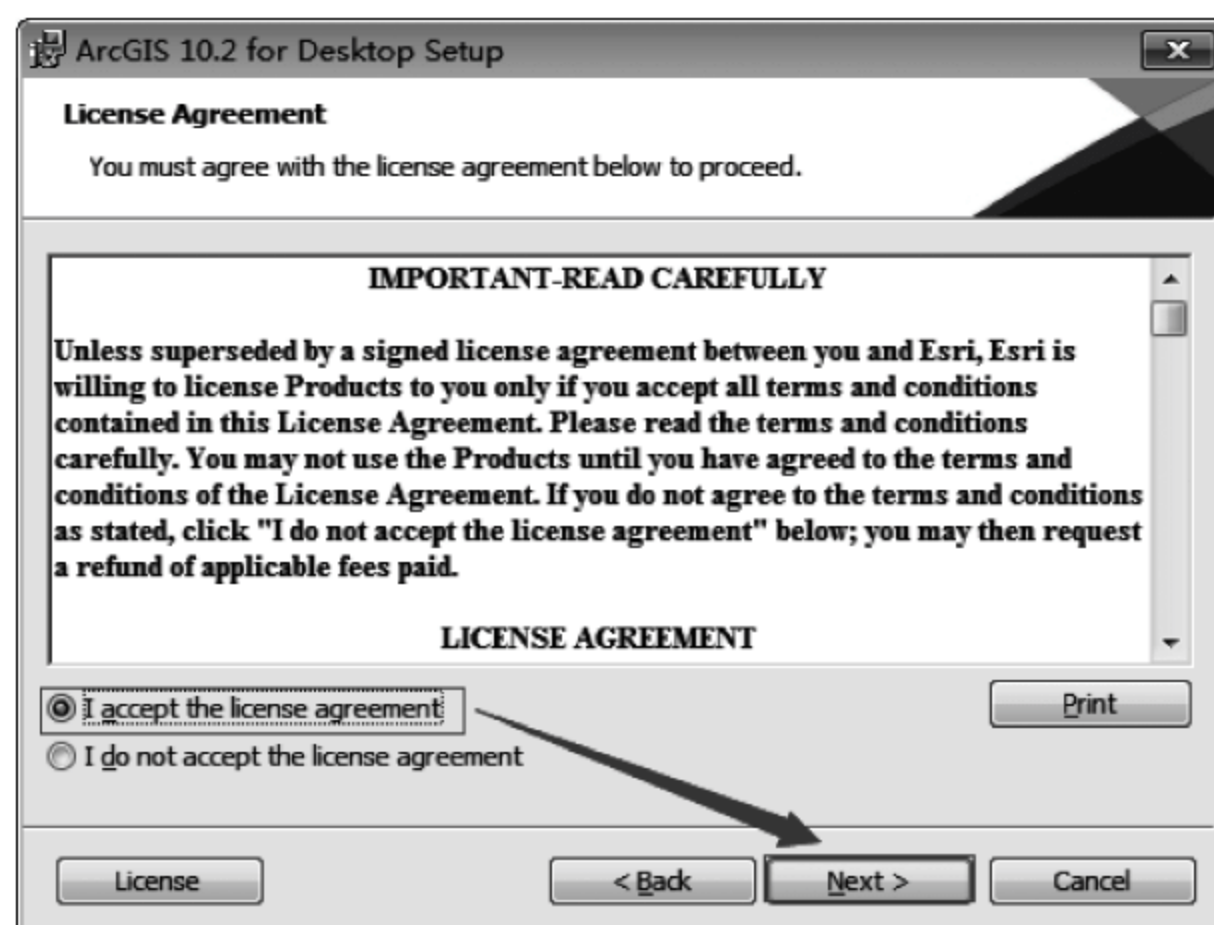 ArcGIS 10.2 for Desktop Setup
License Agreement
You must agree with the license agreement below to proceed.
IMPORTANT-READ CAREFULLY
Unless superseded by a signed license agreement between you and Esri, Esri is
willing to license Products to you only if you accept all terms and conditions
contained in this License Agreement. Please read the terms and conditions
carefully. You may not use the Products until you have agreed to the terms and
conditions of the License Agreement. If you do not agree to the terms and conditions
as stated, click "I do not accept the license agreement" below; you may then request
a refund of applicable fees paid.
LICENSE AGREEMENT
I accept the license agreement
Print
I do not accept the license agreement
License
< Back
Next >
Cancel